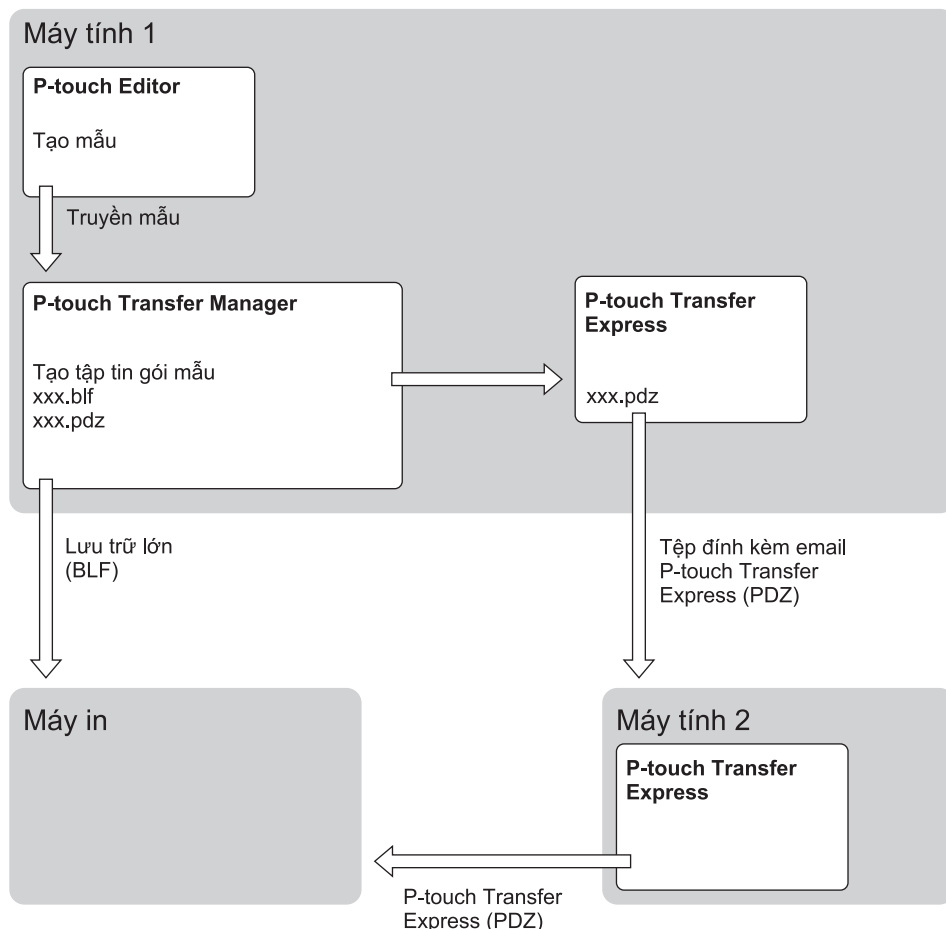 Máy tính 1
P-touch Editor
Tạo mẫu
Truyền mẫu
P-touch Transfer Manager
Tạo tập tin gói mẫu
xxx.blf
xxx.pdz
P-touch Transfer
Express
xxx.pdz
Lưu trữ lớn
(BLF)
Tệp đính kèm email
P-touch Transfer
Express (PDZ)
Máy in
Máy tính 2
P-touch Transfer
Express
P-touch Transfer
Express (PDZ)